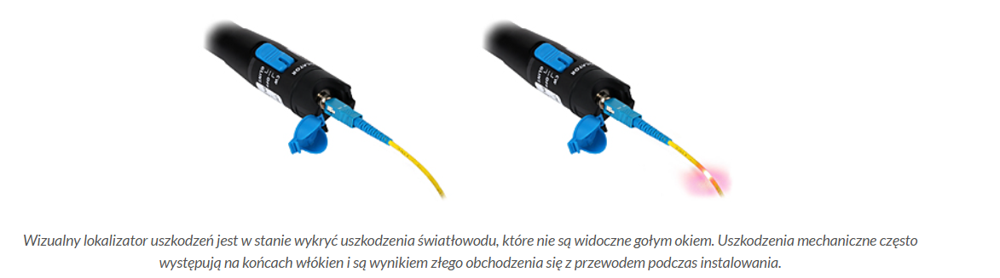 Wizualny lokalizator uszkodzeń jest w stanie wykryć uszkodzenia światłowodu, które nie są widoczne gołym okiem. Uszkodzenia mechaniczne często
występują na końcach włókien i są wynikiem złego obchodzenia się z przewodem podczas instalowania.